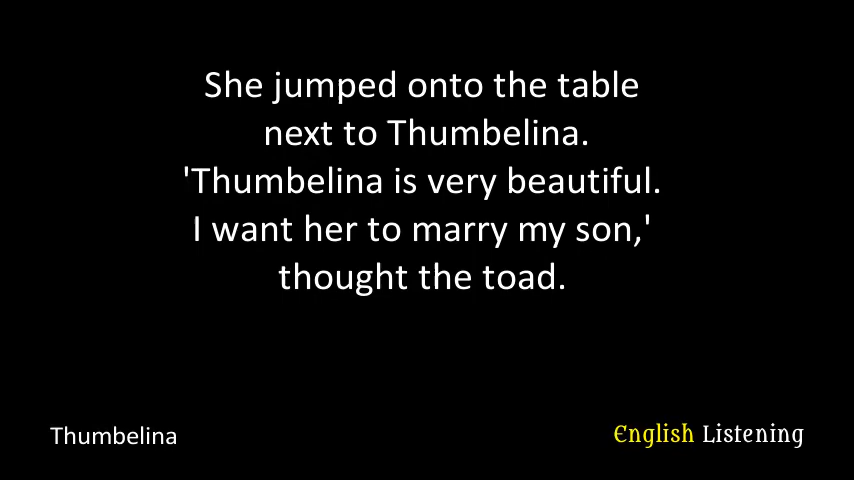 She jumped onto the table
next to Thumbelina.
'Thumbelina is very beautiful.
I want her to marry my son,'
thought the toad.
Thumbelina
English Listening